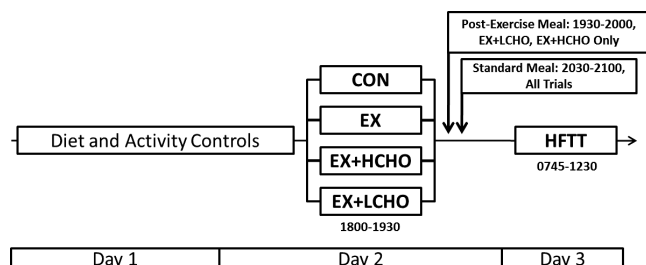 Post-Exercise Meal: 1930-2000,
EX+LCHO, EX+HCHO Only
Standard Meal: 2030-2100,
All Trials
Diet and Activity Controls
CON
EX
EX+HCHO
EX+LCHO
1800-1930
HFTT
0745-1230
Day 1
Day 2
Day 3